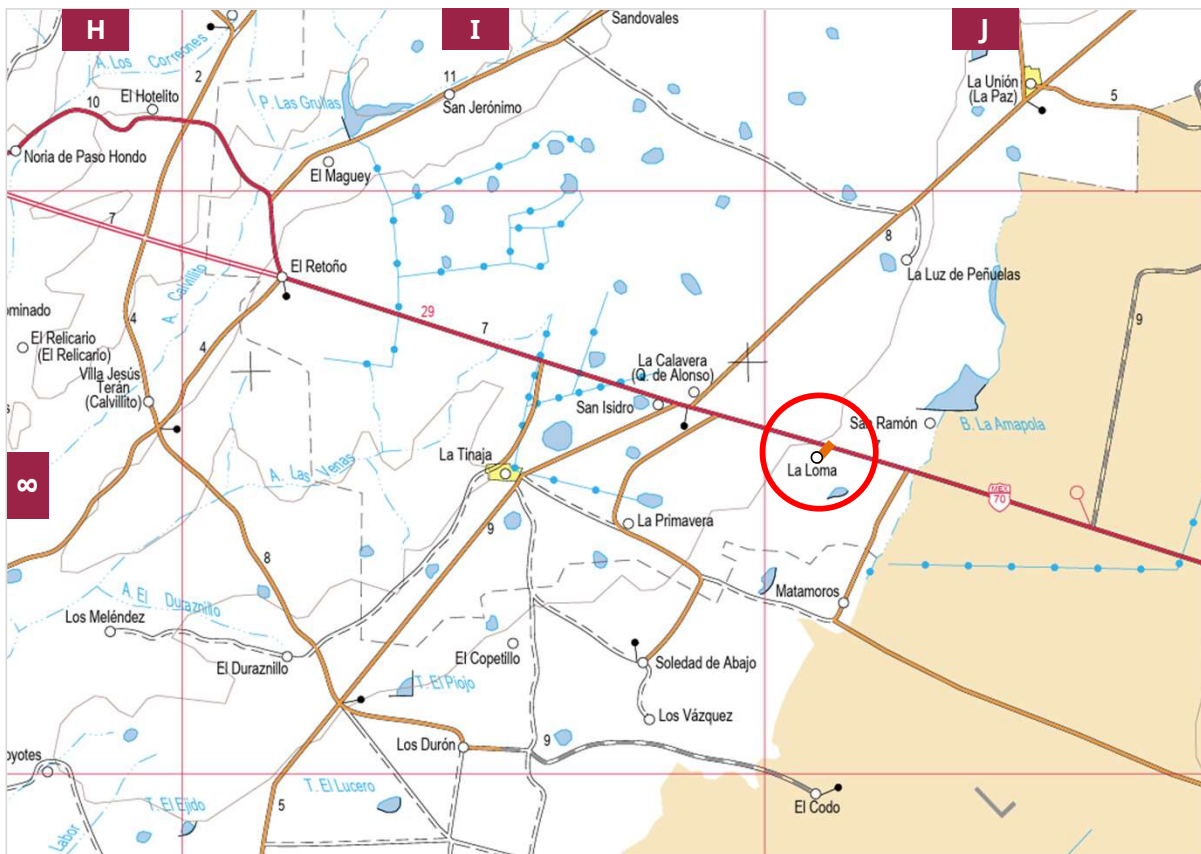 H
I
J
8
Sandovales
A. Los Correones
2
11
La Unión
(La Paz)
5
10
El Hotelito
P. Las Grullas
San Jerónimo
Noria de Paso Hondo
El Maguey
7
8
El Retoño
La Luz de Peñuelas
A. Calvillito
29
7
9
ominado
El Relicario
(El Relicario)
4
4
La Calavera
(Q. de Alonso)
Villa Jesús
Terán
(Calvillito)
San Isidro
San Ramón
B. La Amapola
La Tinaja
A. Las Venas
La Loma
MEX
70
9
La Primavera
8
A. El Duraznillo
Matamoros
Los Meléndez
El Duraznillo
El Copetillo
Soledad de Abajo
T. El Piojo
Los Vázquez
Los Durón
9
oyotes
T. El Lucero
T. El Ejido
5
El Codo
Labor